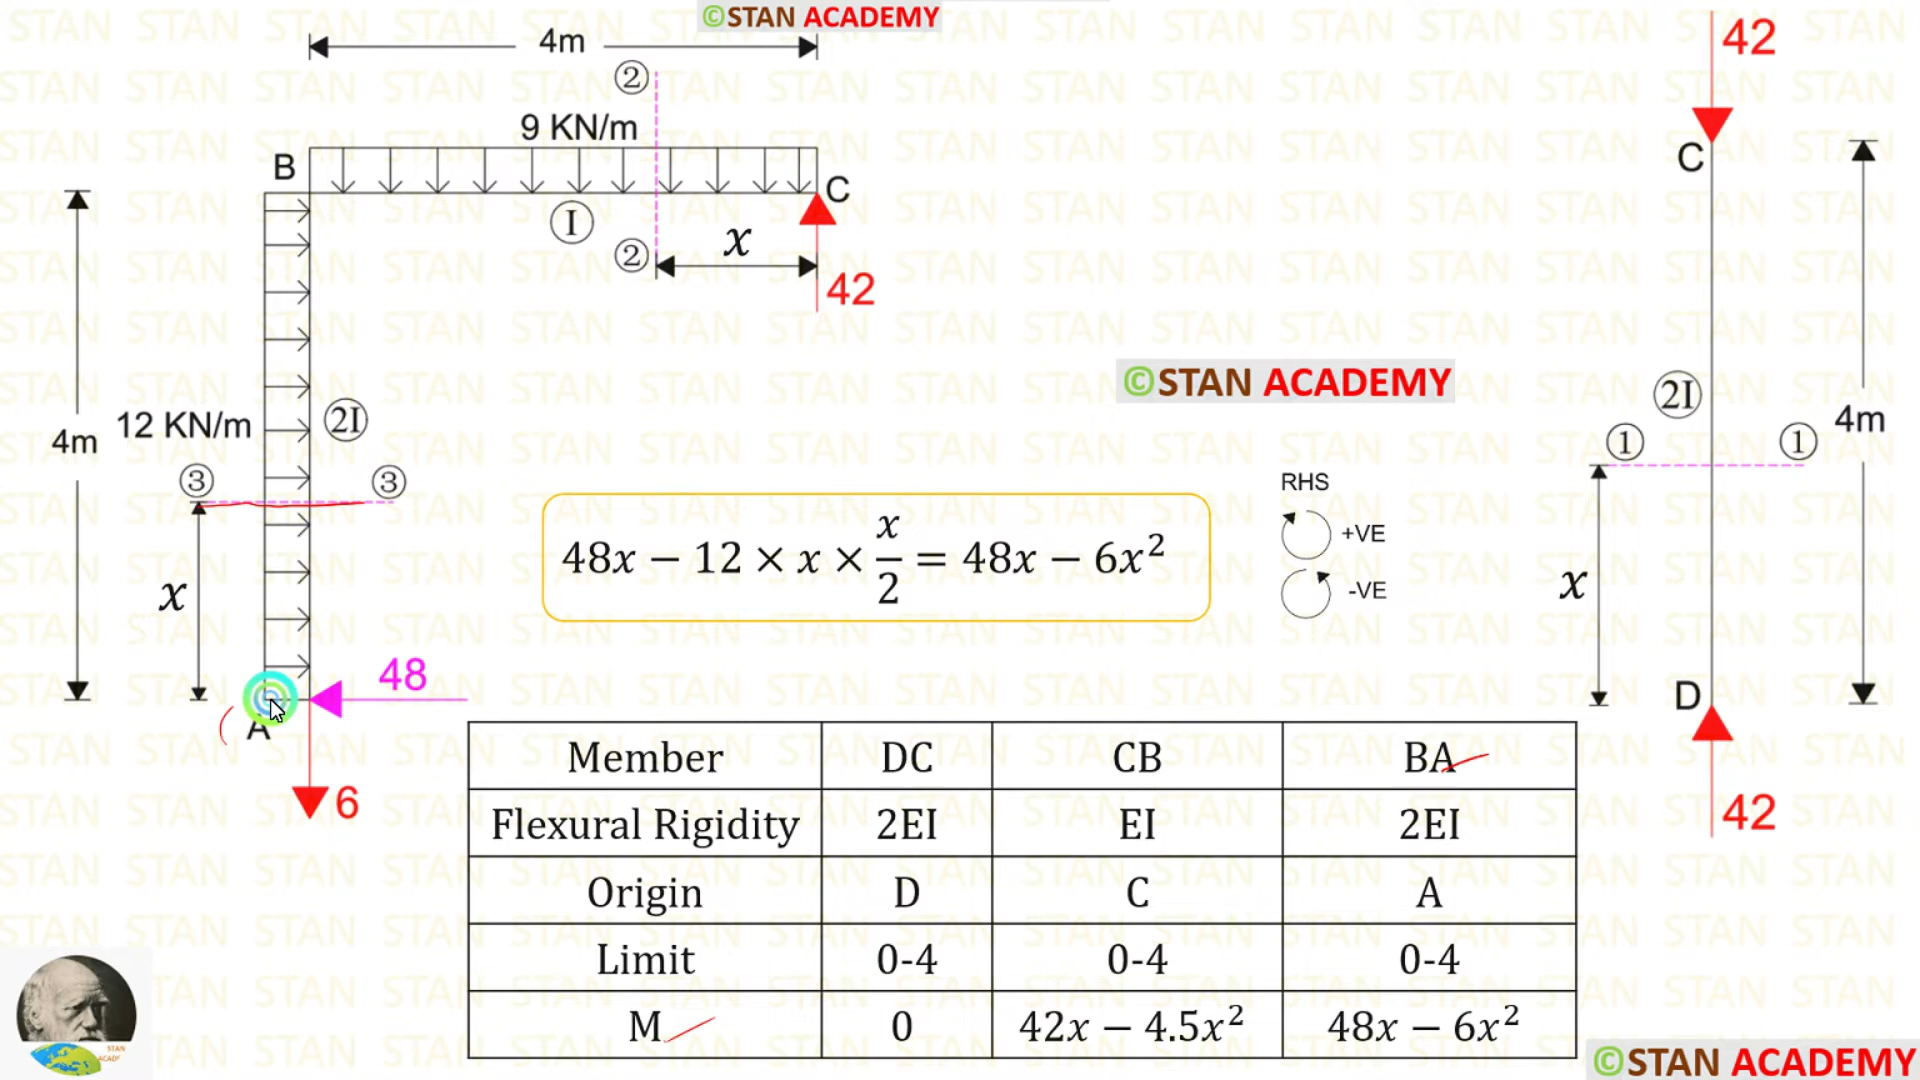 ©STAN ACADEMY
4m
42
②
9 KN/m
B
C
C
I
②
x
42
©STAN ACADEMY
12 KN/m
2I
2I
4m
4m
①
①
③
③
RHS
48x − 12 × x × x/2 = 48x − 6x²
+VE
x
x
-VE
48
D
A
6
42
Member DC CB BA
Flexural Rigidity 2EI EI 2EI
Origin D C A
Limit 0-4 0-4 0-4
M 0 42x − 4.5x² 48x − 6x²
STAN
©STAN ACADEMY